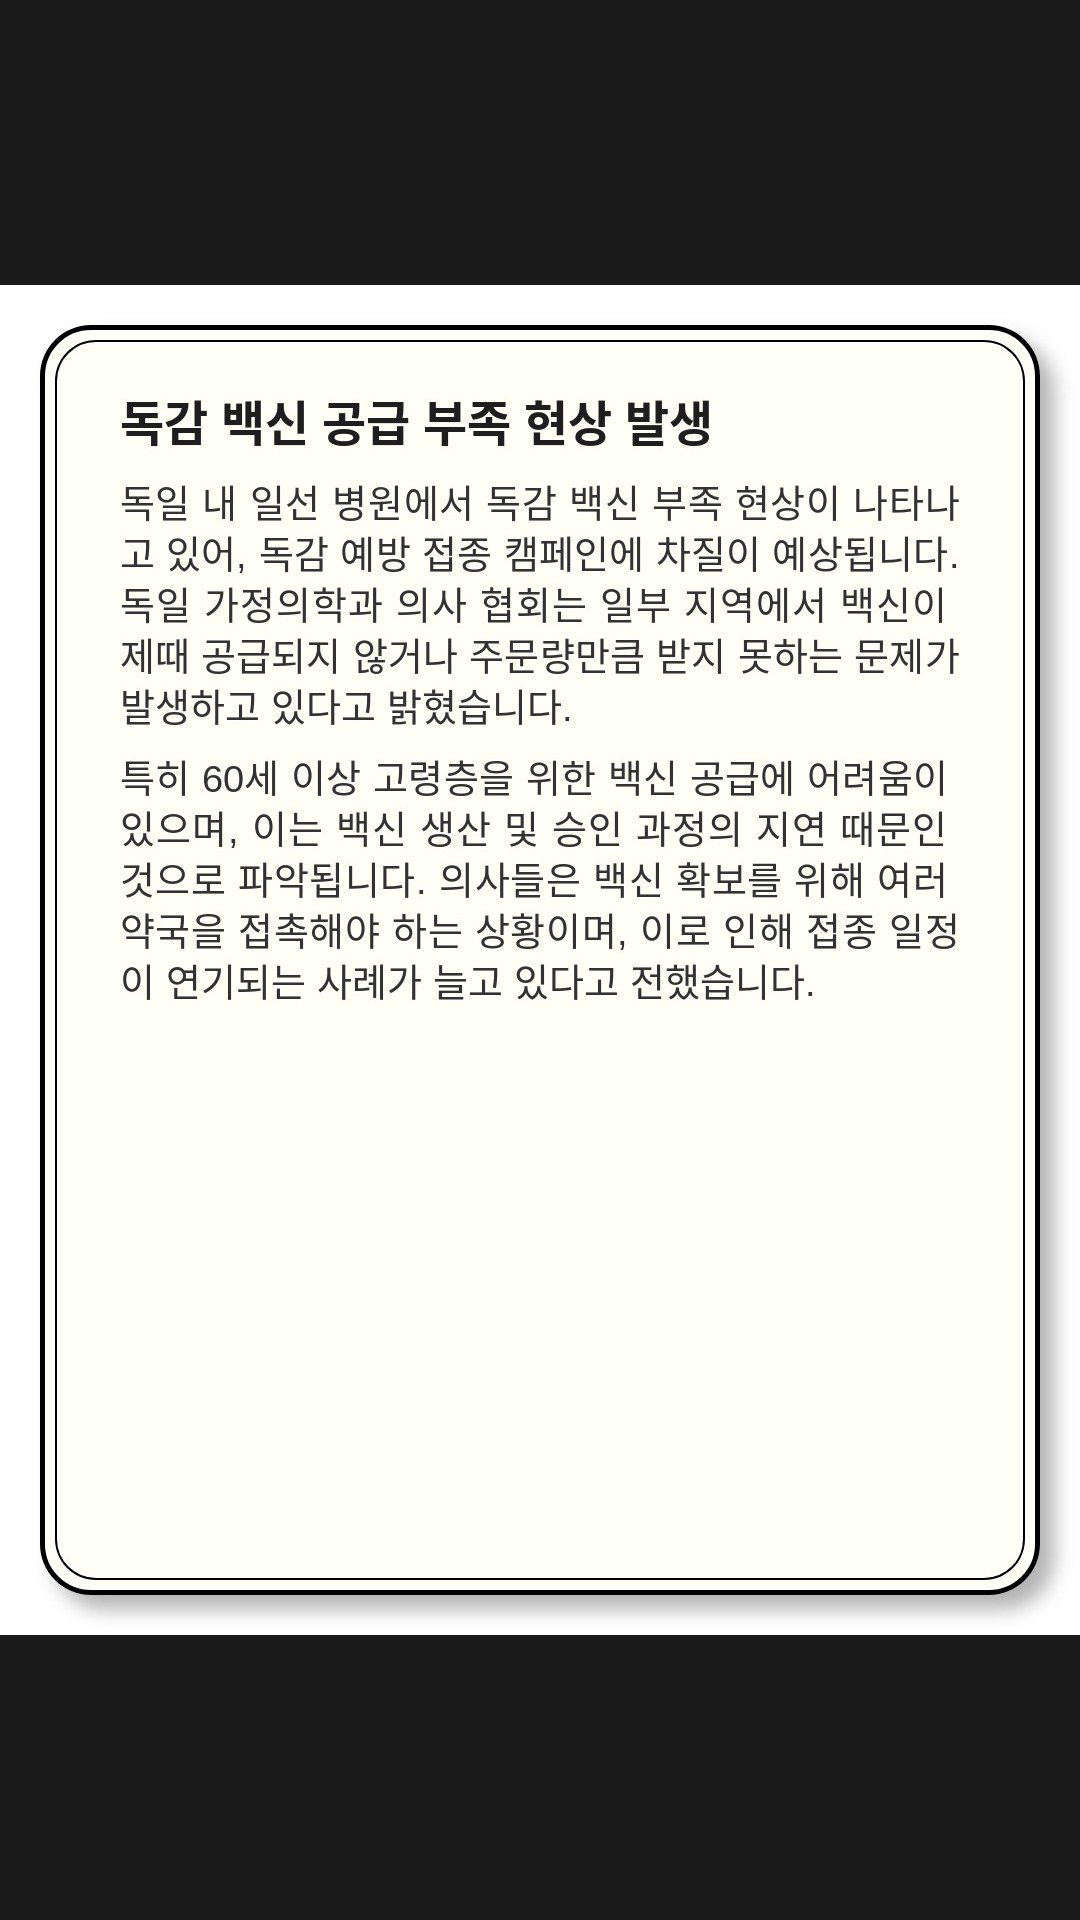 독감 백신 공급 부족 현상 발생
독일 내 일선 병원에서 독감 백신 부족 현상이 나타나
고 있어, 독감 예방 접종 캠페인에 차질이 예상됩니다.
독일 가정의학과 의사 협회는 일부 지역에서 백신이
제때 공급되지 않거나 주문량만큼 받지 못하는 문제가
발생하고 있다고 밝혔습니다.
특히 60세 이상 고령층을 위한 백신 공급에 어려움이
있으며, 이는 백신 생산 및 승인 과정의 지연 때문인
것으로 파악됩니다. 의사들은 백신 확보를 위해 여러
약국을 접촉해야 하는 상황이며, 이로 인해 접종 일정
이 연기되는 사례가 늘고 있다고 전했습니다.